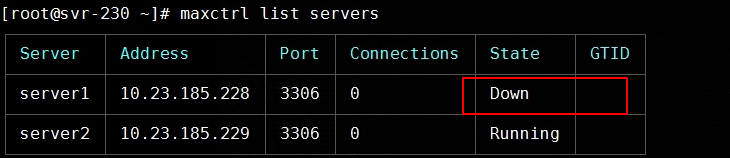 [root@svr-230 ~]# maxctrl list servers
Server Address Port Connections State GTID
server1 10.23.185.228 3306 0 Down
server2 10.23.185.229 3306 0 Running